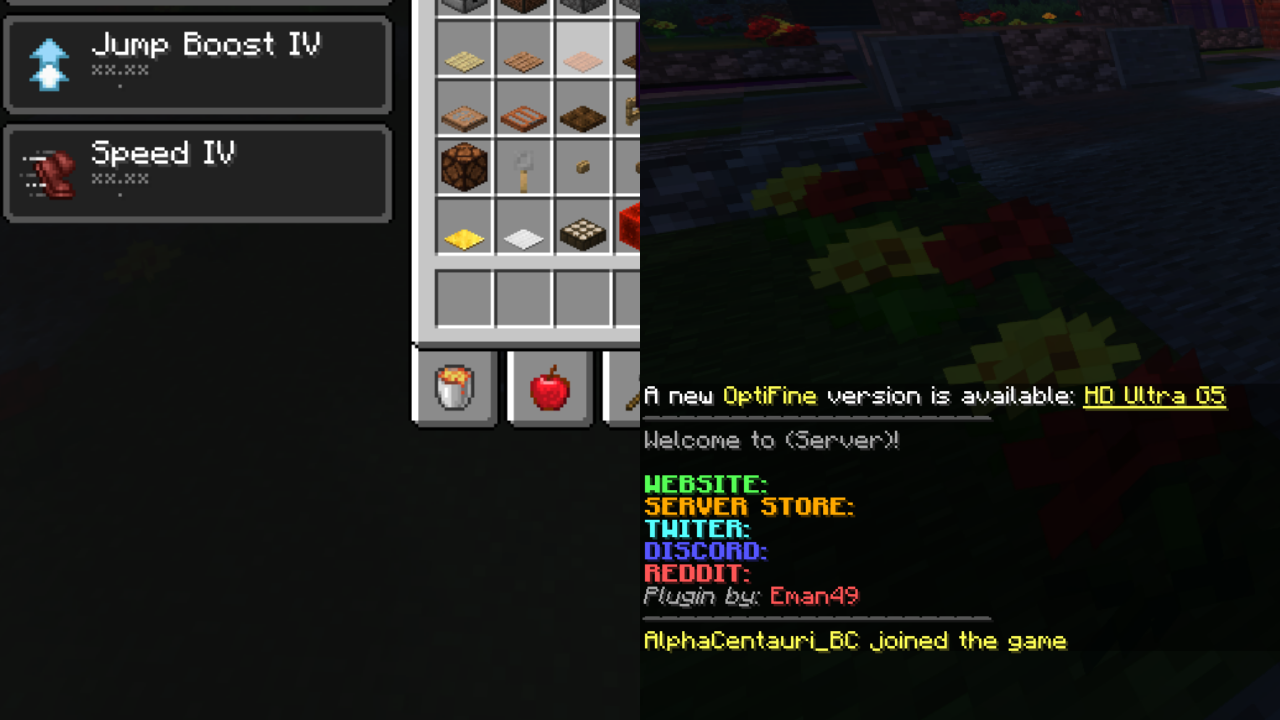 Jump Boost IV
xx.xx
Speed IV
xx.xx
A new OptiFine version is available: HD Ultra G5
Welcome to (Server)!
WEBSITE:
SERVER STORE:
TWITER:
DISCORD:
REDDIT:
Plugin by: Eman49
AlphaCentauri_BC joined the game